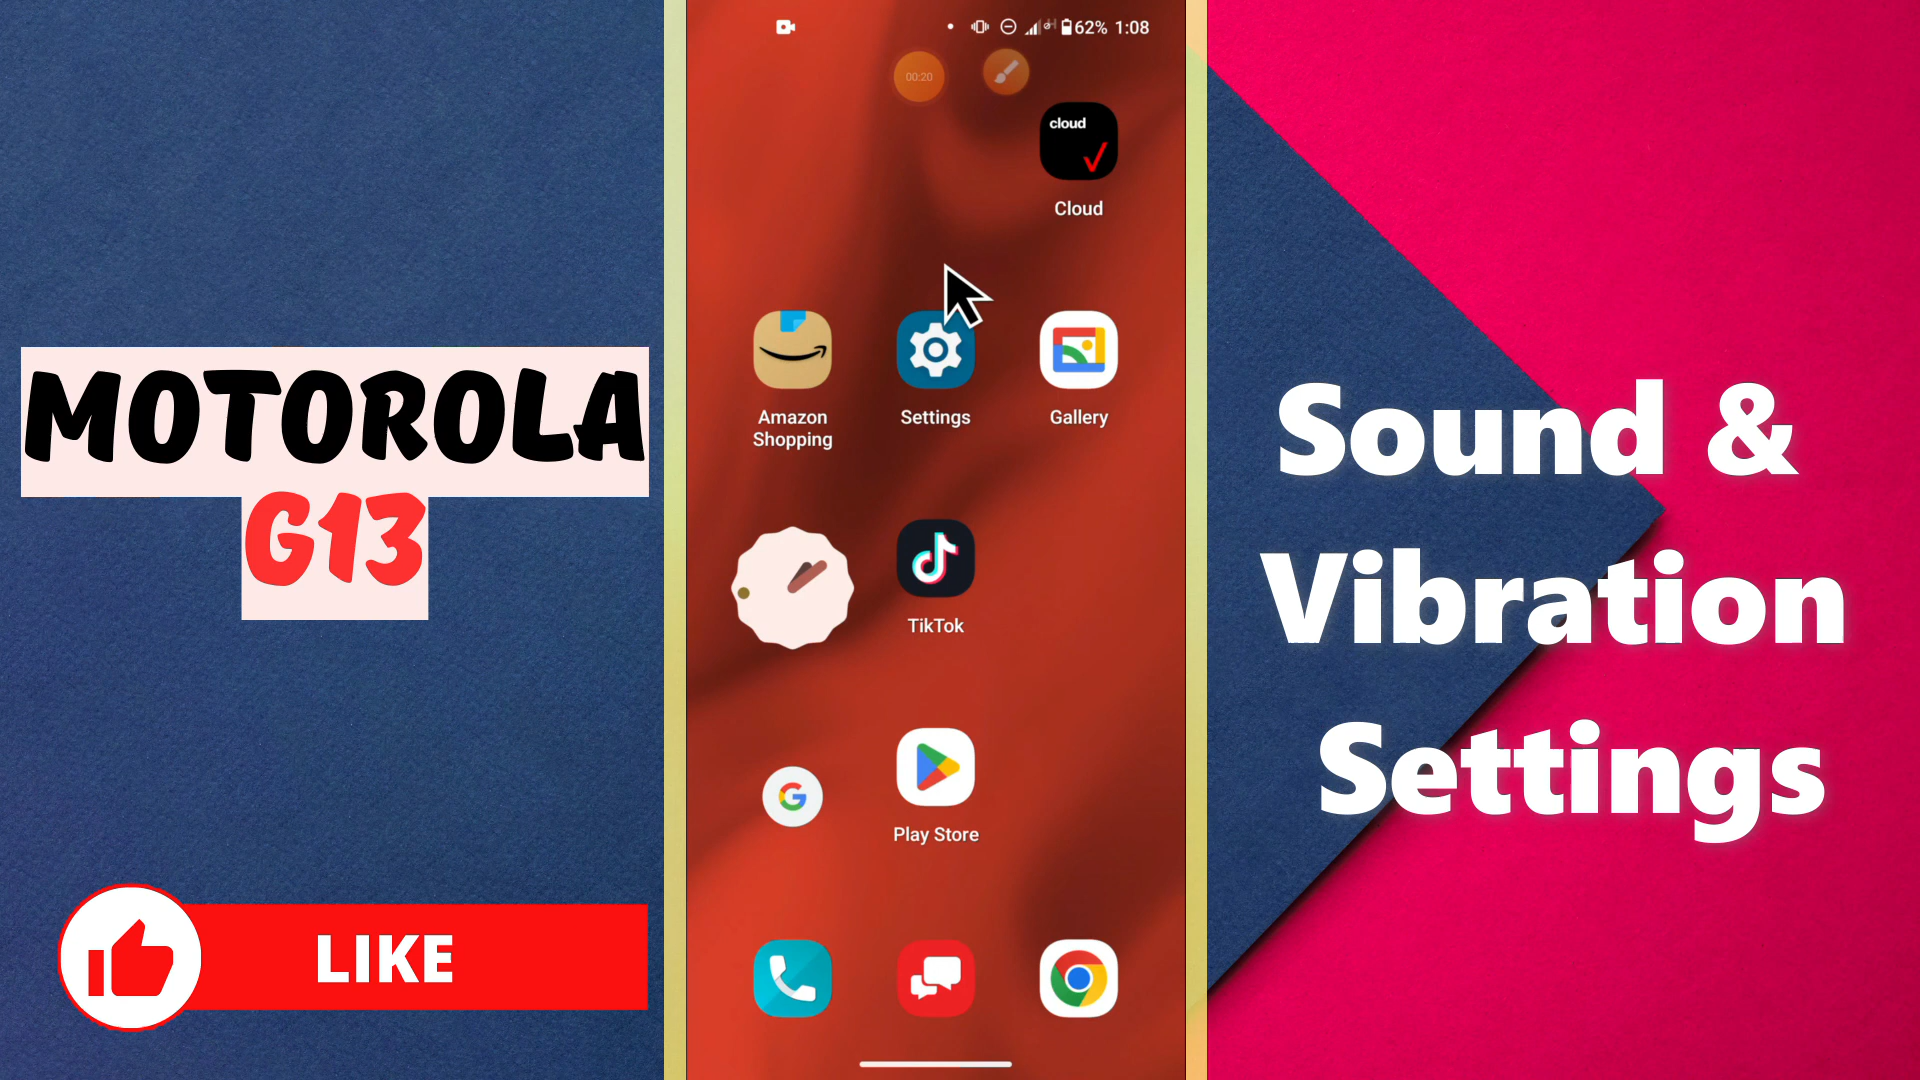 MOTOROLA
G13
LIKE
62% 1:08
00:20
cloud
Cloud
Amazon
Shopping
Settings
Gallery
TikTok
Play Store
Sound &
Vibration
Settings